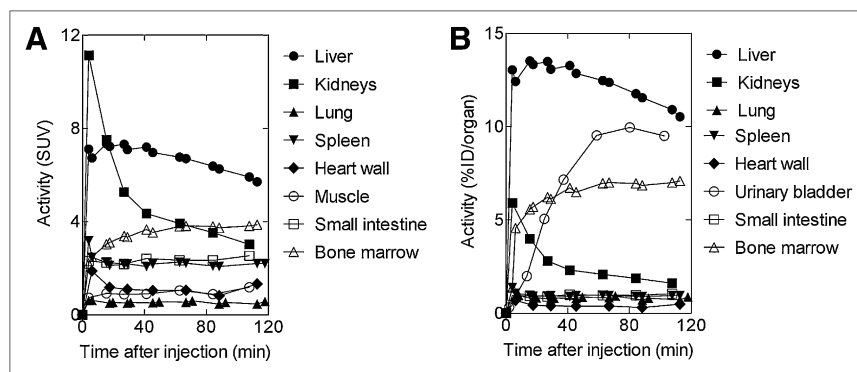 A
12
8
4
0
Activity (SUV)
0 40 80 120
Time after injection (min)
Liver
Kidneys
Lung
Spleen
Heart wall
Muscle
Small intestine
Bone marrow
B
15
10
5
0
Activity (%ID/organ)
0 40 80 120
Time after injection (min)
Liver
Kidneys
Lung
Spleen
Heart wall
Urinary bladder
Small intestine
Bone marrow